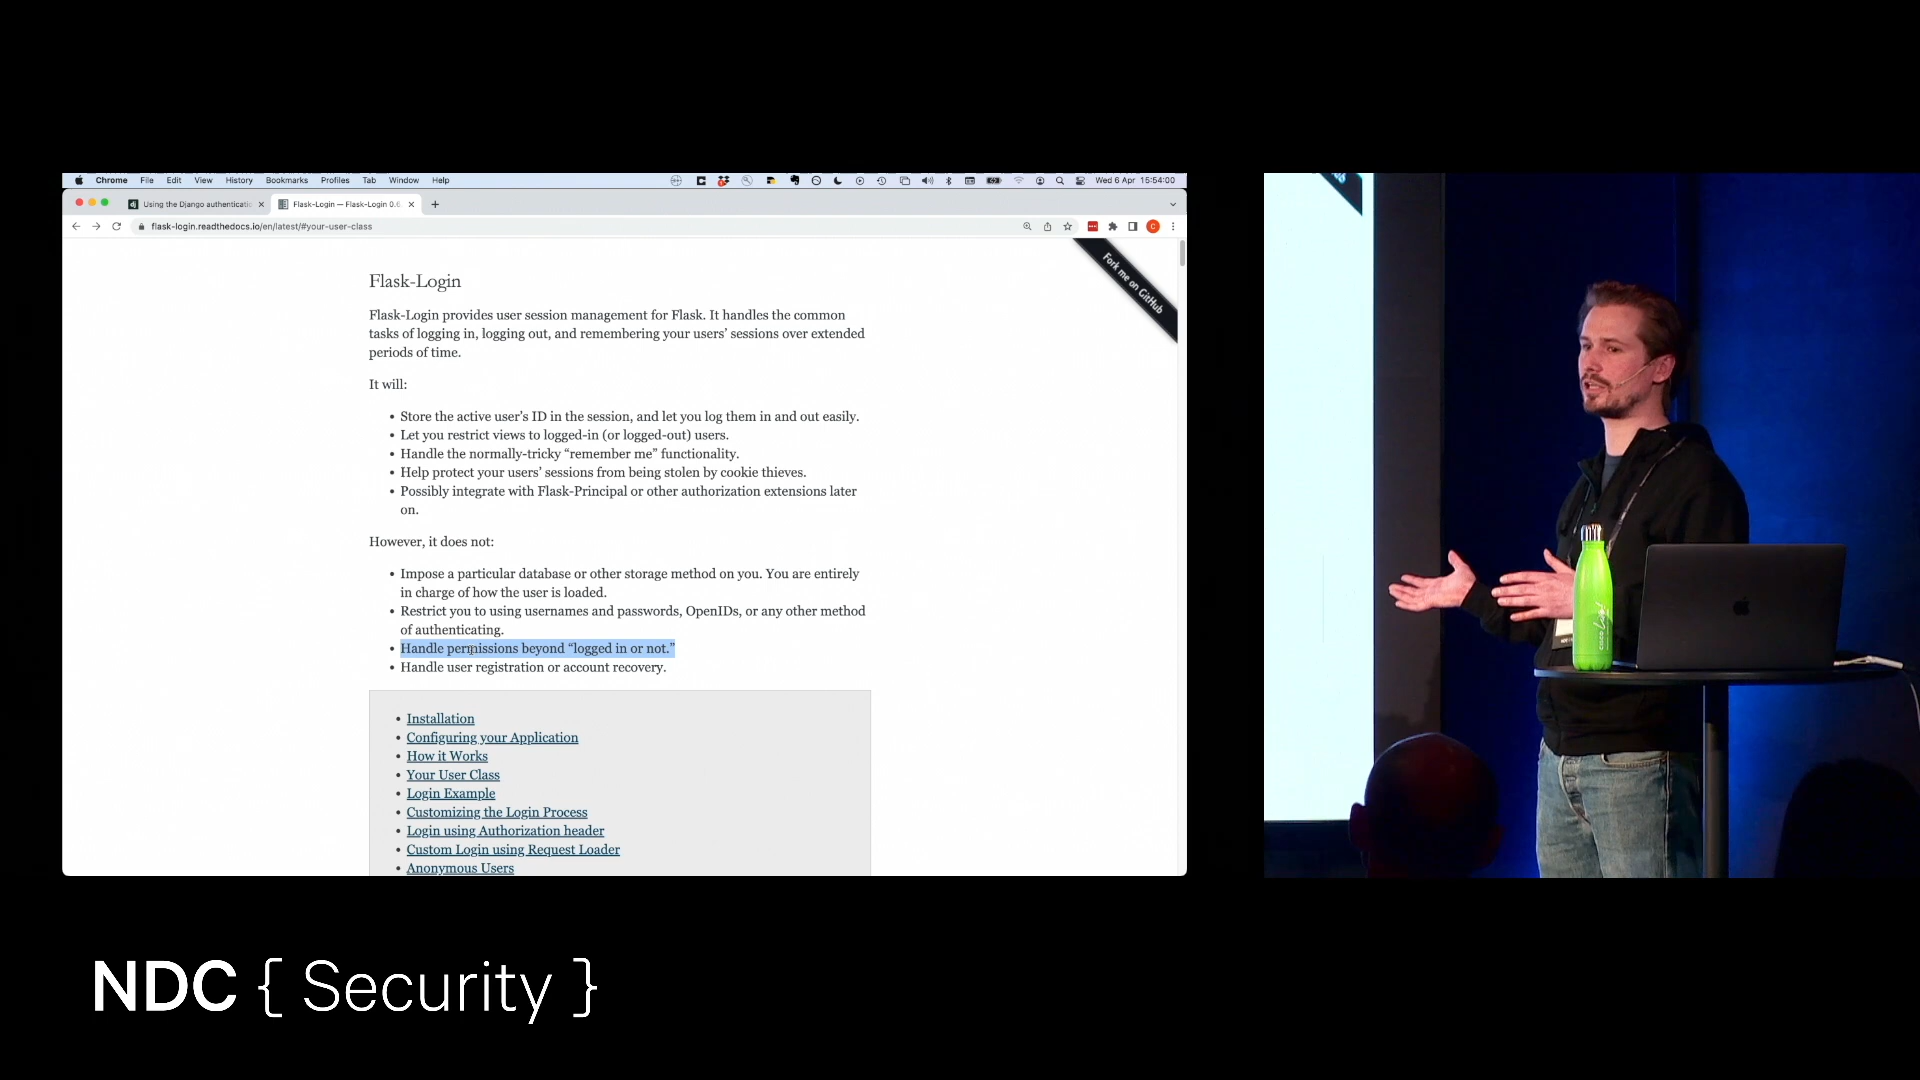 Chrome File Edit View History Bookmarks Profiles Tab Window Help
Wed 6 Apr 15:54:00
Using the Django authenticati
Flask-Login — Flask-Login 0.6.
flask-login.readthedocs.io/en/latest/#your-user-class
Fork me on GitHub
Flask-Login
Flask-Login provides user session management for Flask. It handles the common
tasks of logging in, logging out, and remembering your users’ sessions over extended
periods of time.
It will:
• Store the active user’s ID in the session, and let you log them in and out easily.
• Let you restrict views to logged-in (or logged-out) users.
• Handle the normally-tricky “remember me” functionality.
• Help protect your users’ sessions from being stolen by cookie thieves.
• Possibly integrate with Flask-Principal or other authorization extensions later
on.
However, it does not:
• Impose a particular database or other storage method on you. You are entirely
in charge of how the user is loaded.
• Restrict you to using usernames and passwords, OpenIDs, or any other method
of authenticating.
• Handle permissions beyond “logged in or not.”
• Handle user registration or account recovery.
• Installation
• Configuring your Application
• How it Works
• Your User Class
• Login Example
• Customizing the Login Process
• Login using Authorization header
• Custom Login using Request Loader
• Anonymous Users
NDC { Security }